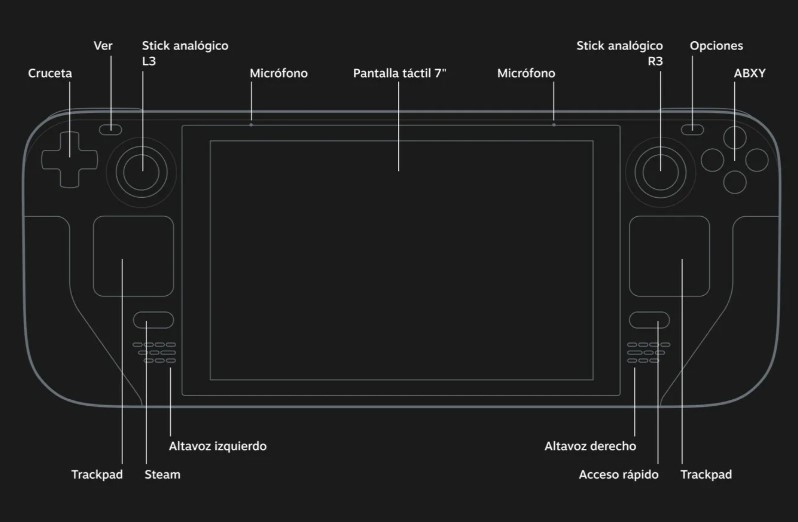 Ver
Stick analógico
L3
Stick analógico
R3
Opciones
Cruceta
Micrófono
Pantalla táctil 7"
Micrófono
ABXY
Altavoz izquierdo
Altavoz derecho
Trackpad
Steam
Acceso rápido
Trackpad